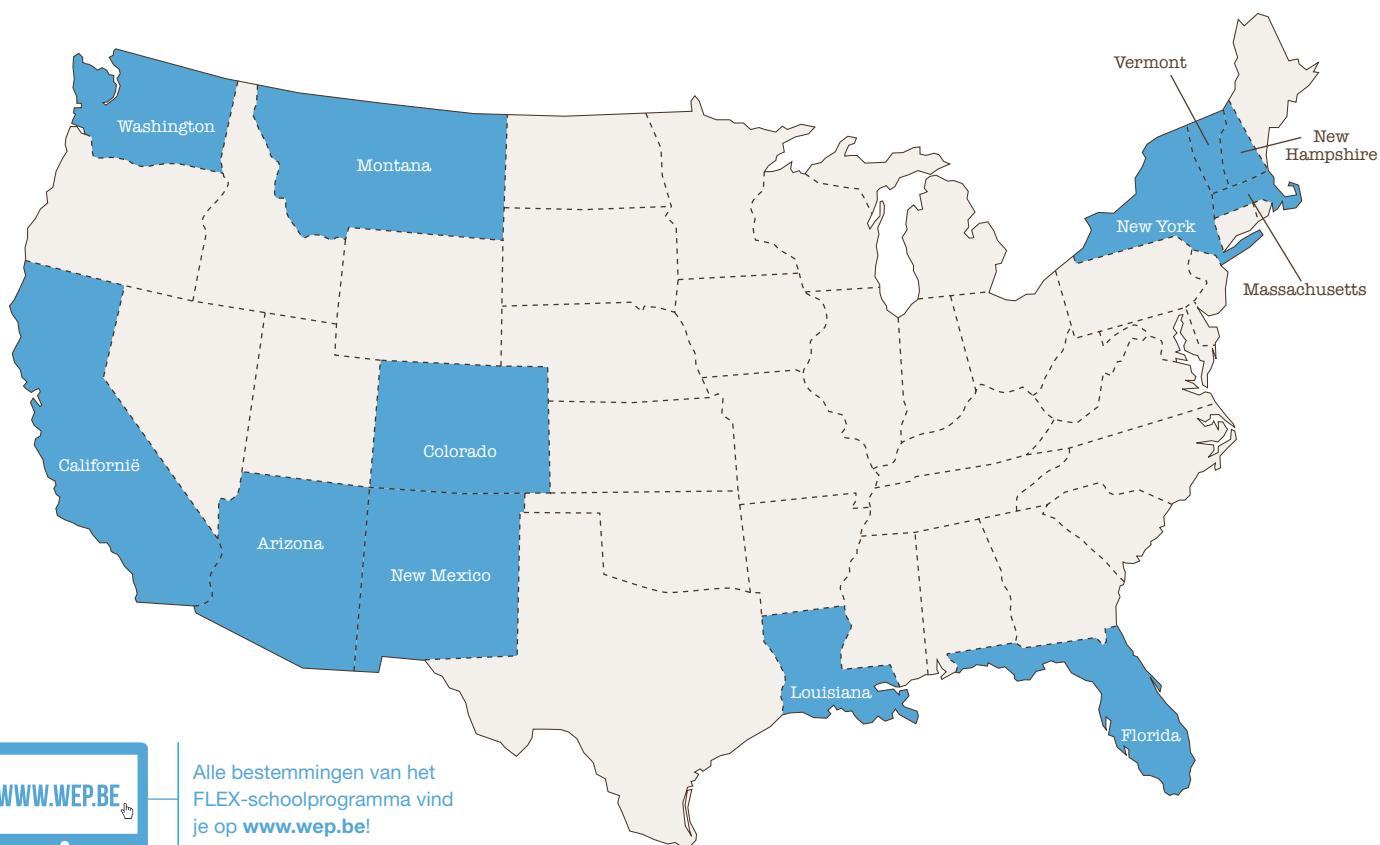 Vermont
New
Hampshire
Washington
Montana
New York
Massachusetts
Colorado
Californië
Arizona
New Mexico
Louisiana
Florida
WWW.WEP.BE
Alle bestemmingen van het
FLEX-schoolprogramma vind
je op www.wep.be!